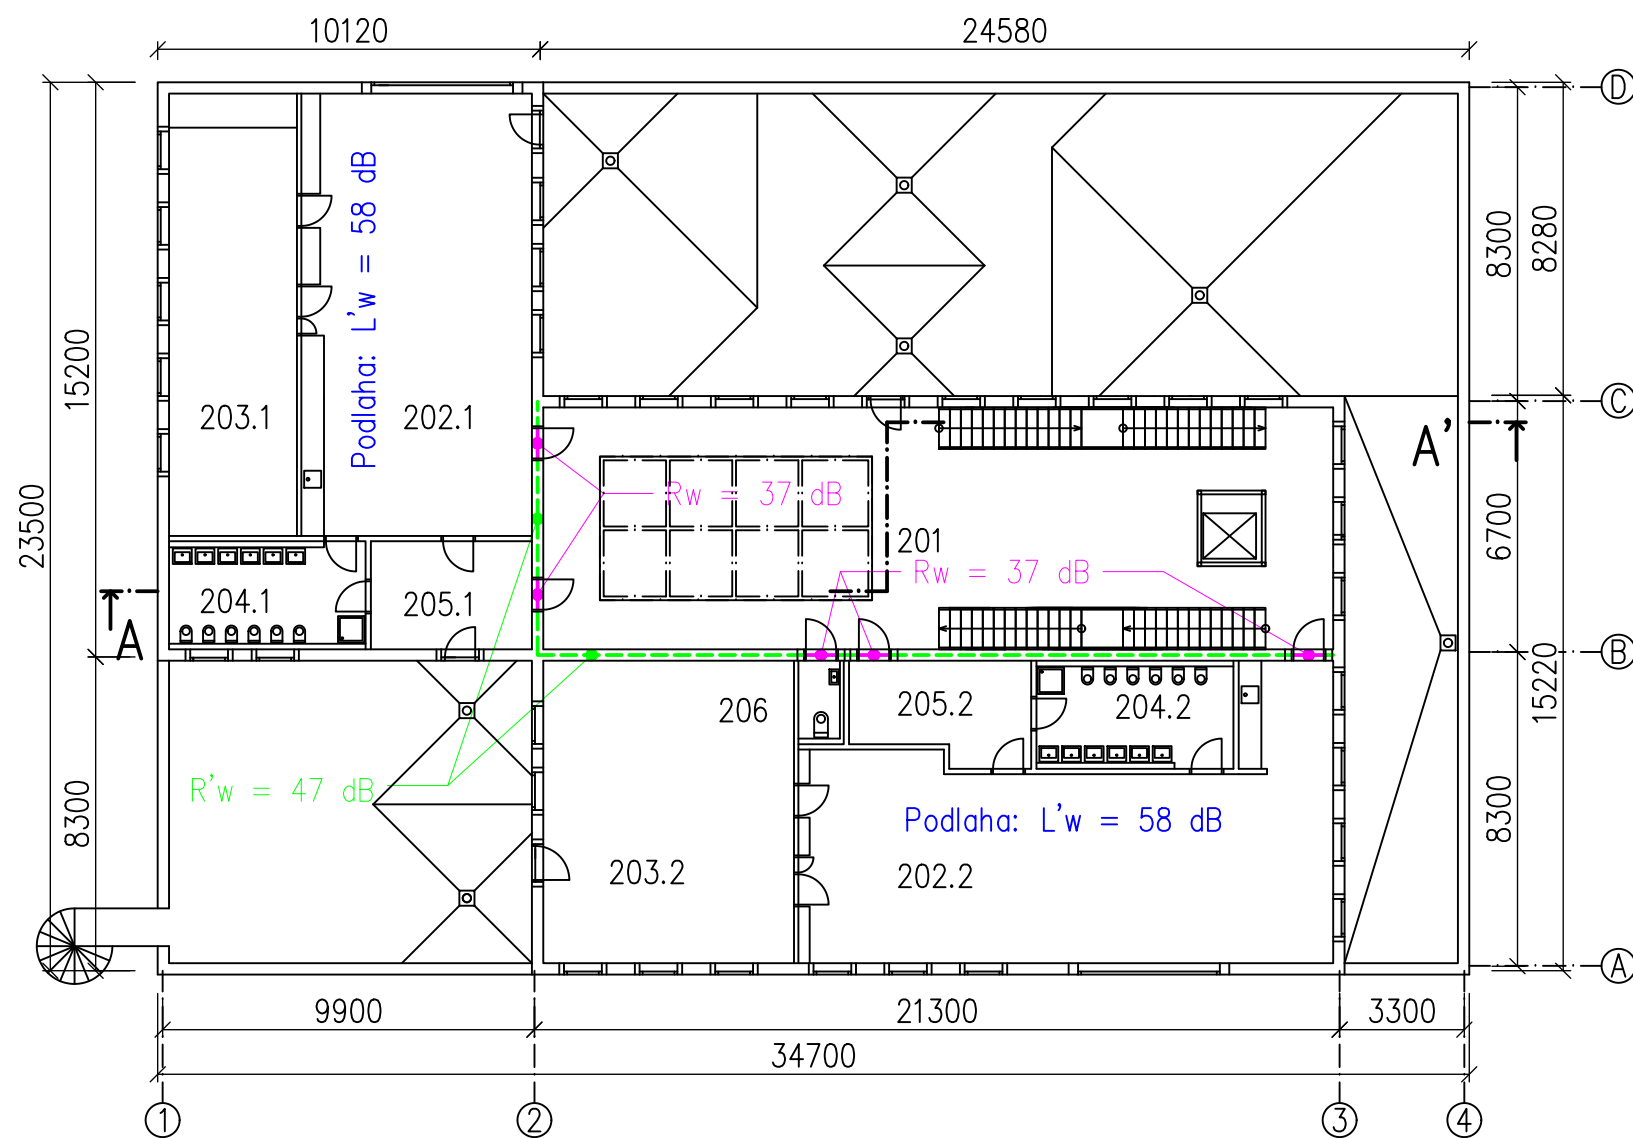 10120
24580
D
Podlaha: L'w = 58 dB
8300
8280
15200
203.1
202.1
C
A'
Rw = 37 dB
23500
201
6700
Rw = 37 dB
204.1
205.1
A
B
206
205.2
204.2
15220
R'w = 47 dB
8300
Podlaha: L'w = 58 dB
8300
203.2
202.2
A
9900
21300
3300
34700
1
2
3
4